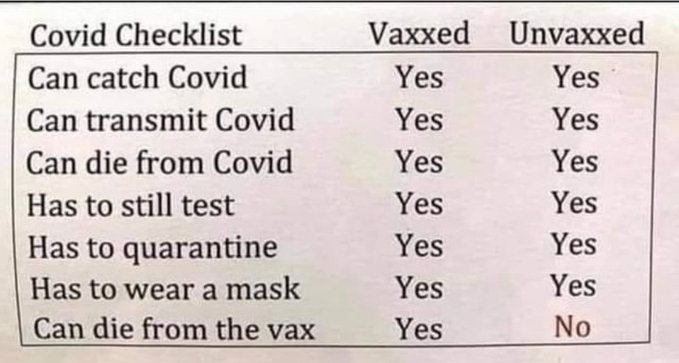 Covid Checklist Vaxxed Unvaxxed
Can catch Covid Yes Yes
Can transmit Covid Yes Yes
Can die from Covid Yes Yes
Has to still test Yes Yes
Has to quarantine Yes Yes
Has to wear a mask Yes Yes
Can die from the vax Yes No